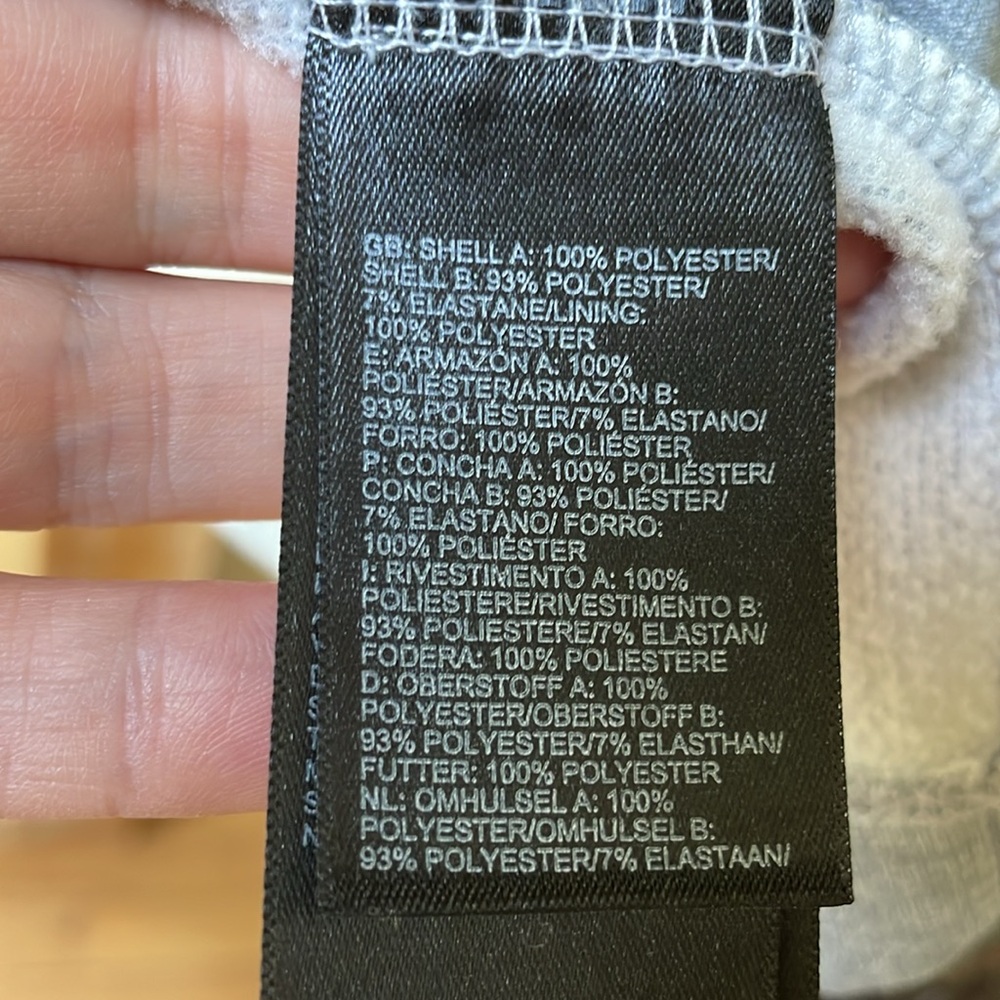 GB: SHELL A: 100% POLYESTER/
SHELL B: 93% POLYESTER/
7% ELASTANE/LINING:
100% POLYESTER
E: ARMAZÓN A: 100%
POLIÉSTER/ARMAZÓN B:
93% POLIÉSTER/7% ELASTANO/
FORRO: 100% POLIÉSTER
P: CONCHA A: 100% POLIÉSTER/
CONCHA B: 93% POLIÉSTER/
7% ELASTANO/ FORRO:
100% POLIÉSTER
I: RIVESTIMENTO A: 100%
POLIESTERE/RIVESTIMENTO B:
93% POLIESTERE/7% ELASTAN/
FODERA: 100% POLIESTERE
D: OBERSTOFF A: 100%
POLYESTER/OBERSTOFF B:
93% POLYESTER/7% ELASTHAN/
FUTTER: 100% POLYESTER
NL: OMHULSEL A: 100%
POLYESTER/OMHULSEL B:
93% POLYESTER/7% ELASTAAN/